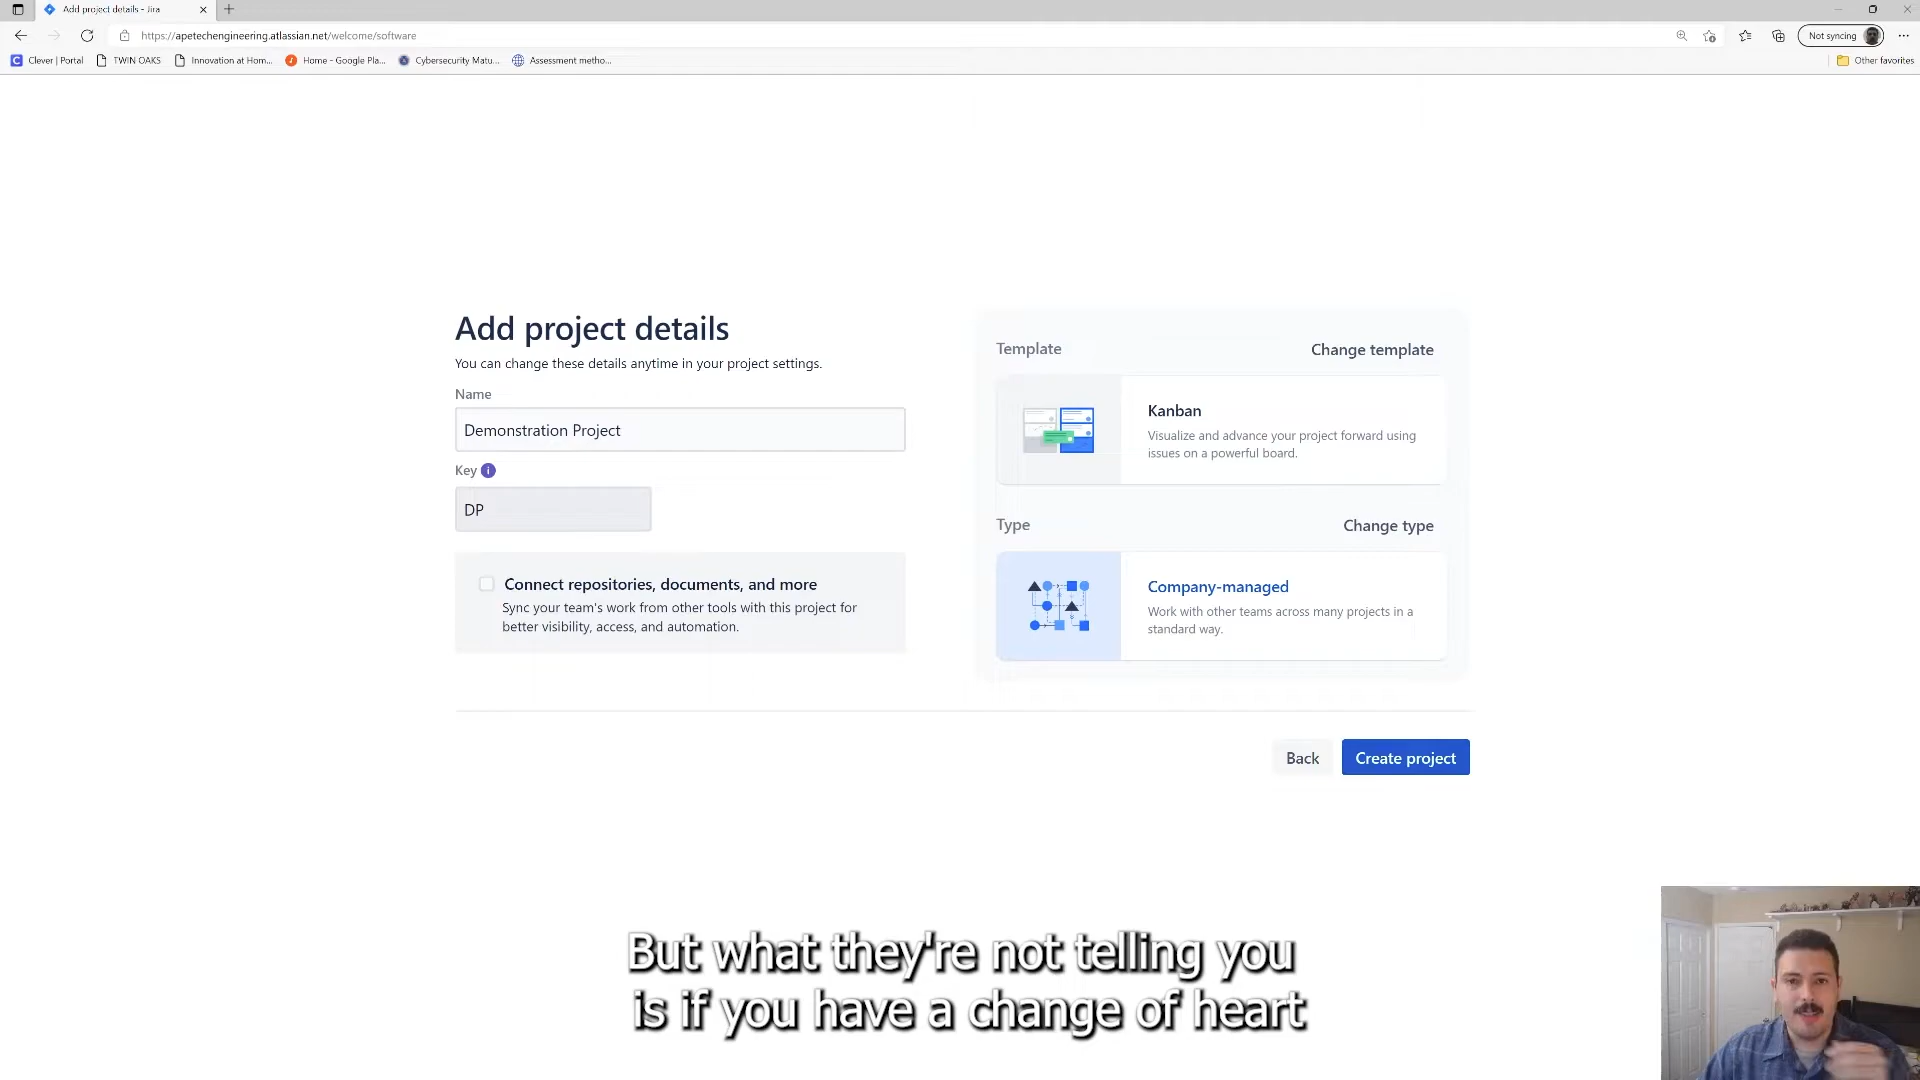 Add project details - Jira
https://apetechengineering.atlassian.net/welcome/software
Not syncing
Clever | Portal
TWIN OAKS
Innovation at Hom...
Home - Google Pla...
Cybersecurity Matu...
Assessment metho...
Other favorites
Add project details
You can change these details anytime in your project settings.
Name
Demonstration Project
Key
DP
Connect repositories, documents, and more
Sync your team's work from other tools with this project for
better visibility, access, and automation.
Template
Change template
Kanban
Visualize and advance your project forward using
issues on a powerful board.
Type
Change type
Company-managed
Work with other teams across many projects in a
standard way.
Back
Create project
But what they're not telling you
is if you have a change of heart